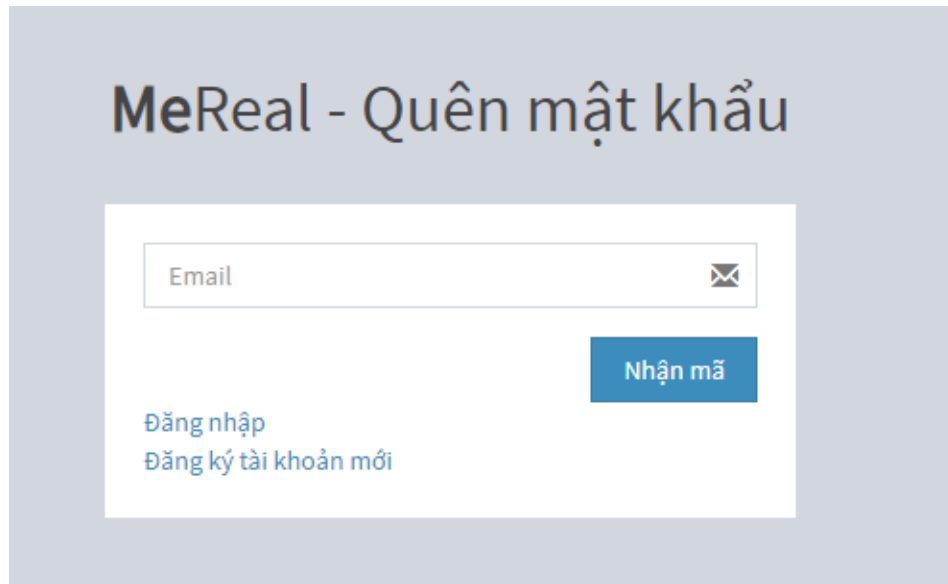 MeReal - Quên mật khẩu
Email
Nhận mã
Đăng nhập
Đăng ký tài khoản mới